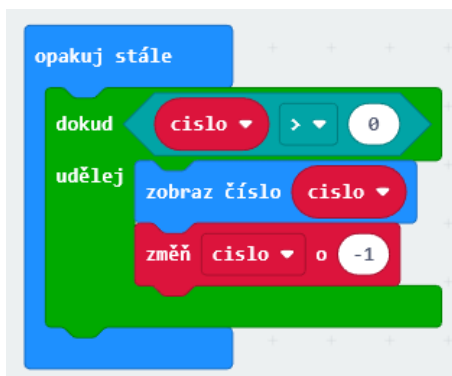 opakuj stále
dokud cislo > 0
udělej zobraz číslo cislo
změň cislo o -1